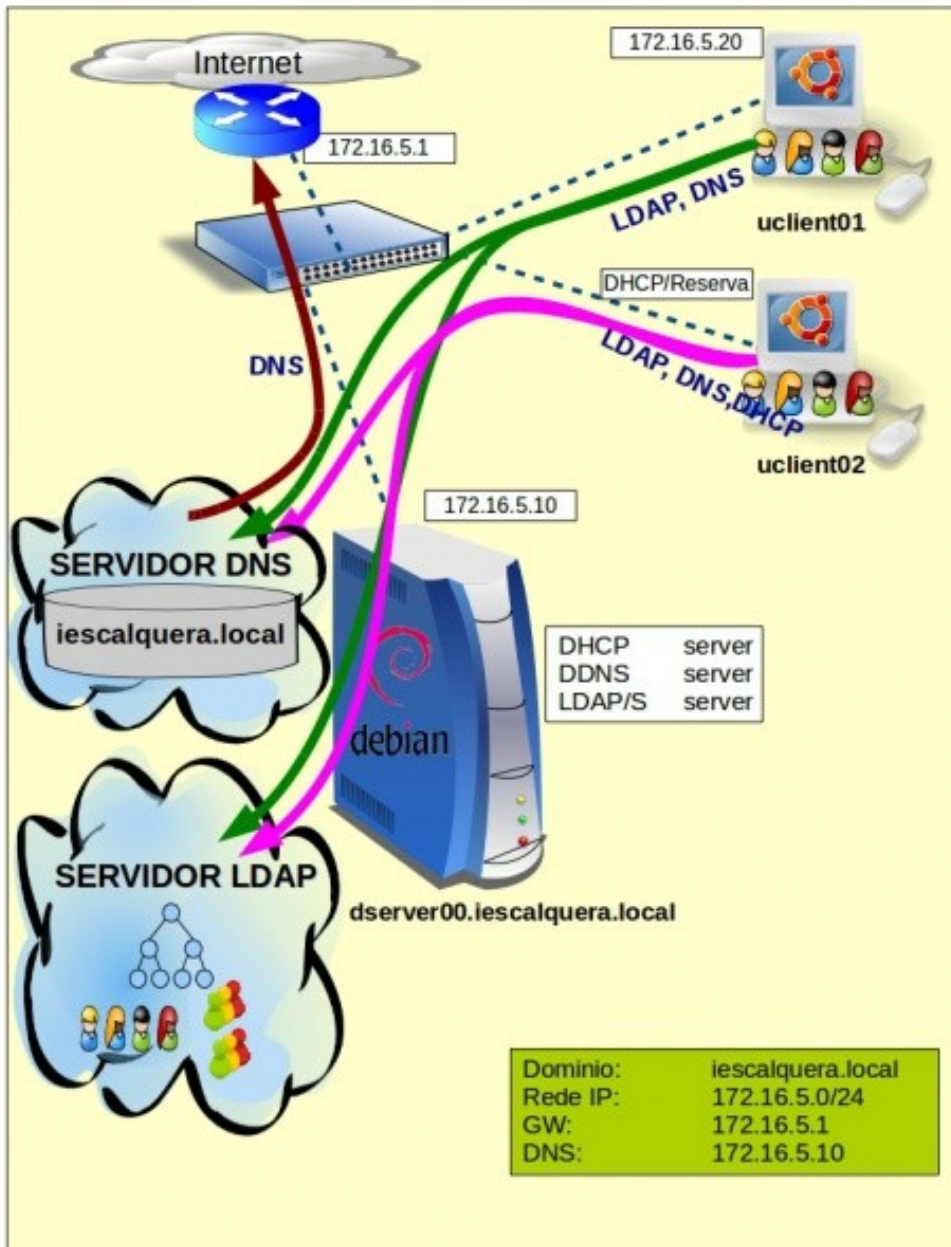 Internet
172.16.5.20
172.16.5.1
LDAP, DNS
uclient01
DHCP/Reserva
DNS
LDAP, DNS,DHCP
uclient02
172.16.5.10
SERVIDOR DNS
iescalquera.local
DHCP server
DDNS server
LDAP/S server
debian
SERVIDOR LDAP
dserver00.iescalquera.local
Dominio: iescalquera.local
Rede IP: 172.16.5.0/24
GW: 172.16.5.1
DNS: 172.16.5.10